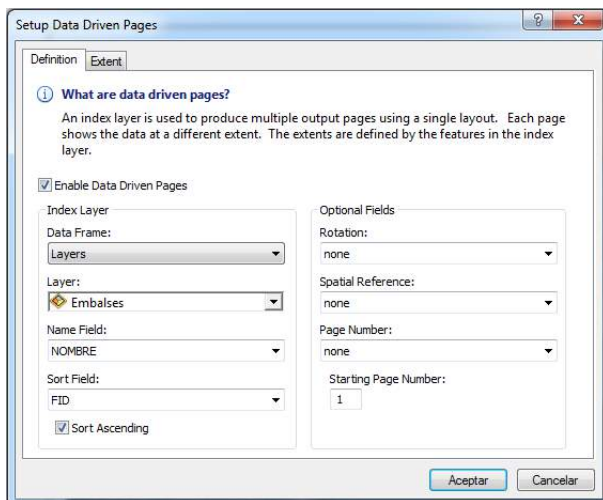 Setup Data Driven Pages
Definition
Extent
What are data driven pages?
An index layer is used to produce multiple output pages using a single layout. Each page
shows the data at a different extent. The extents are defined by the features in the index
layer.
Enable Data Driven Pages
Index Layer
Data Frame:
Layers
Layer:
Embalses
Name Field:
NOMBRE
Sort Field:
FID
Sort Ascending
Optional Fields
Rotation:
none
Spatial Reference:
none
Page Number:
none
Starting Page Number:
1
Aceptar
Cancelar